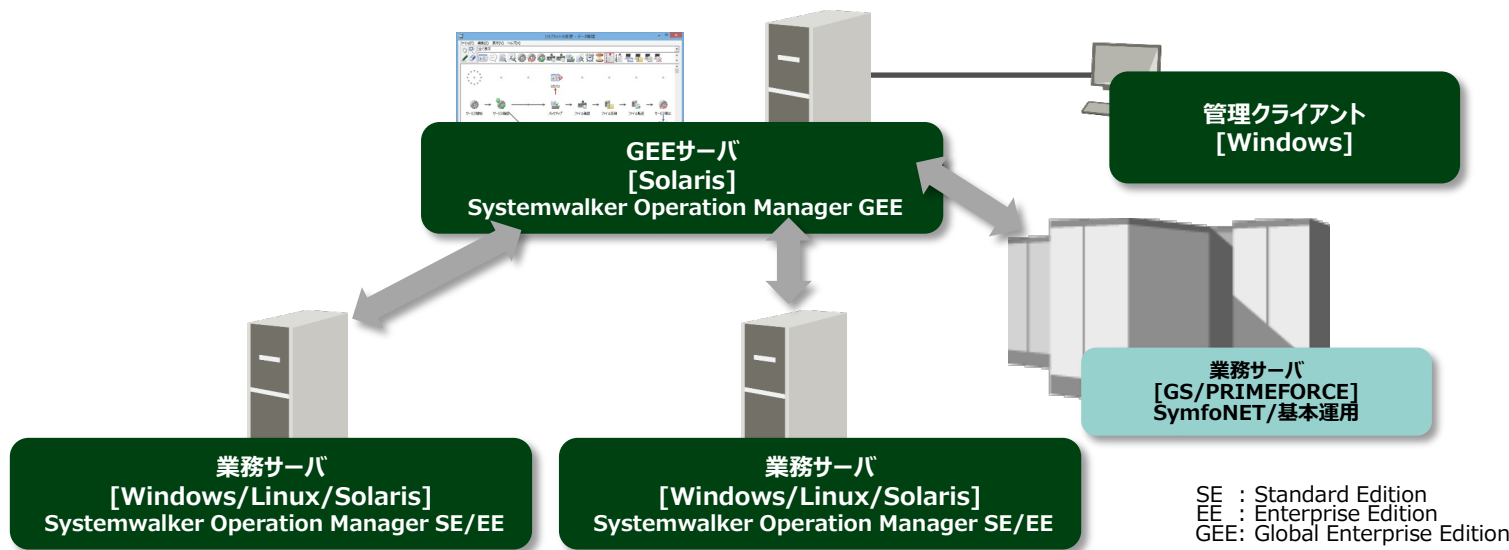 GEEサーバ
[Solaris]
Systemwalker Operation Manager GEE
管理クライアント
[Windows]
業務サーバ
[GS/PRIMEFORCE]
SymfoNET/基本運用
業務サーバ
[Windows/Linux/Solaris]
Systemwalker Operation Manager SE/EE
業務サーバ
[Windows/Linux/Solaris]
Systemwalker Operation Manager SE/EE
SE : Standard Edition
EE : Enterprise Edition
GEE: Global Enterprise Edition